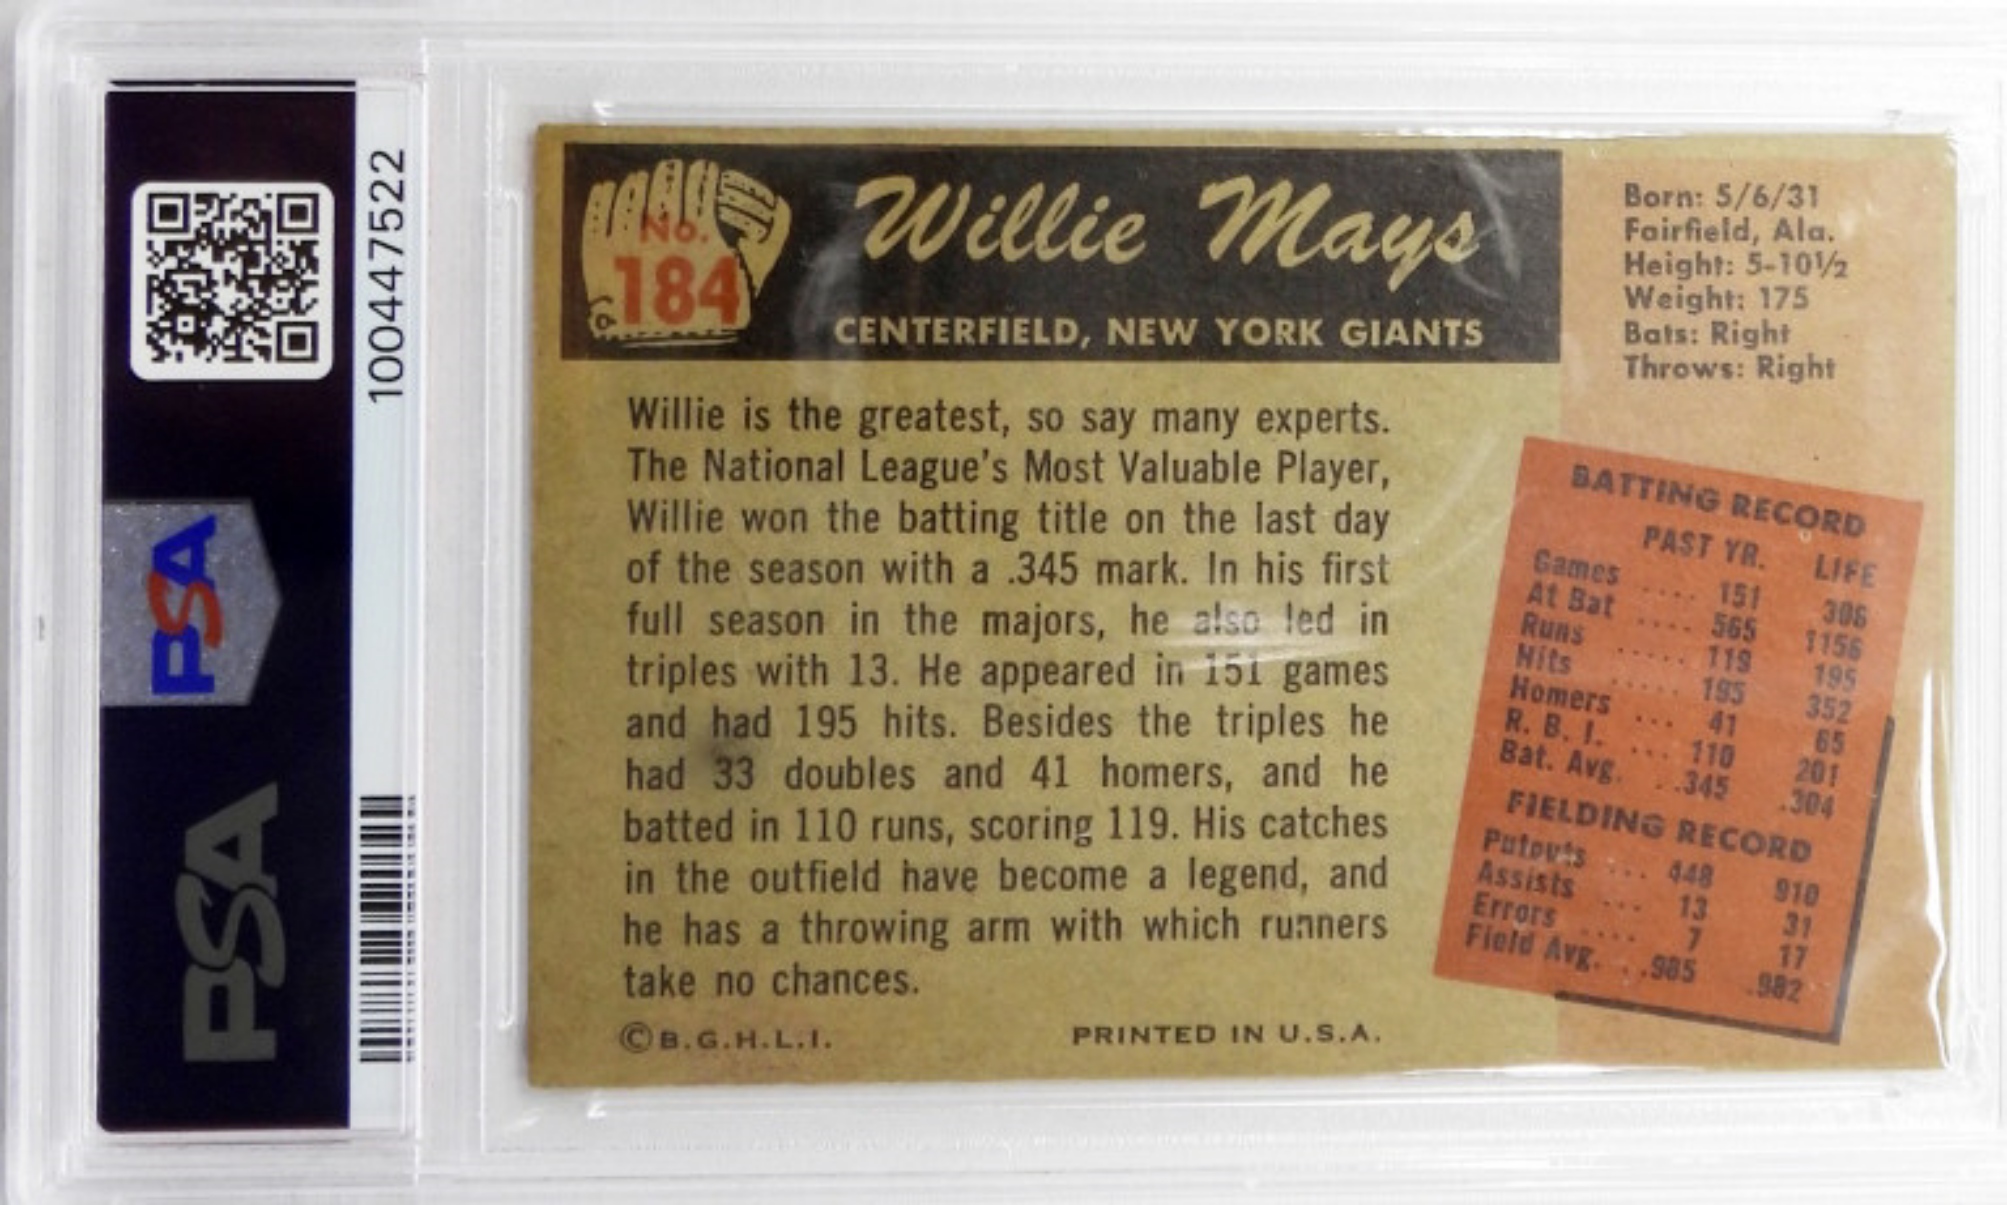 100447522
PSA
PSA
No.
184
Willie Mays
CENTERFIELD, NEW YORK GIANTS
Willie is the greatest, so say many experts.
The National League's Most Valuable Player,
Willie won the batting title on the last day
of the season with a .345 mark. In his first
full season in the majors, he also led in
triples with 13. He appeared in 151 games
and had 195 hits. Besides the triples he
had 33 doubles and 41 homers, and he
batted in 110 runs, scoring 119. His catches
in the outfield have become a legend, and
he has a throwing arm with which runners
take no chances.
©B.G.H.L.I. PRINTED IN U.S.A.
Born: 5/6/31
Fairfield, Ala.
Height: 5-10½
Weight: 175
Bats: Right
Throws: Right
BATTING RECORD
PAST YR. LIFE
Games .... 151 306
At Bat .... 565 1156
Runs ..... 119 195
Hits ..... 195 352
Homers ... 41 65
R. B. I. ... 110 201
Bat. Avg. ..345 .304
FIELDING RECORD
Putouts ... 448 910
Assists ... 13 31
Errors .... 7 17
Field Avg. ..985 .982